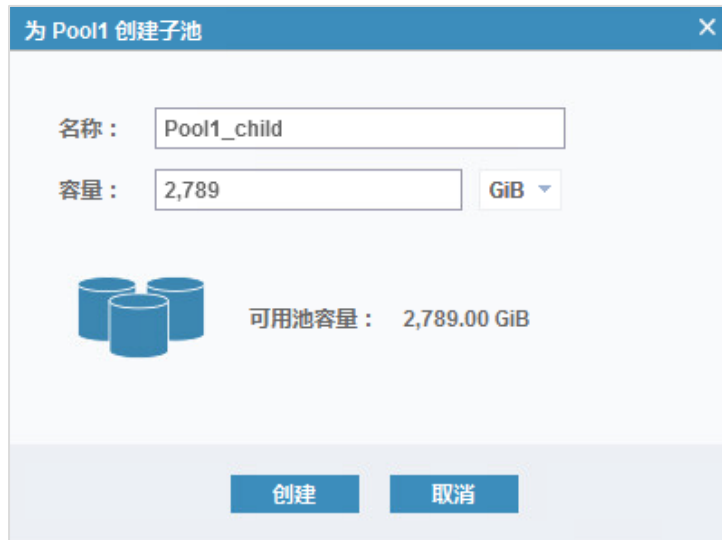 为 Pool1 创建子池
名称： Pool1_child
容量： 2,789 GiB
可用池容量： 2,789.00 GiB
创建 取消